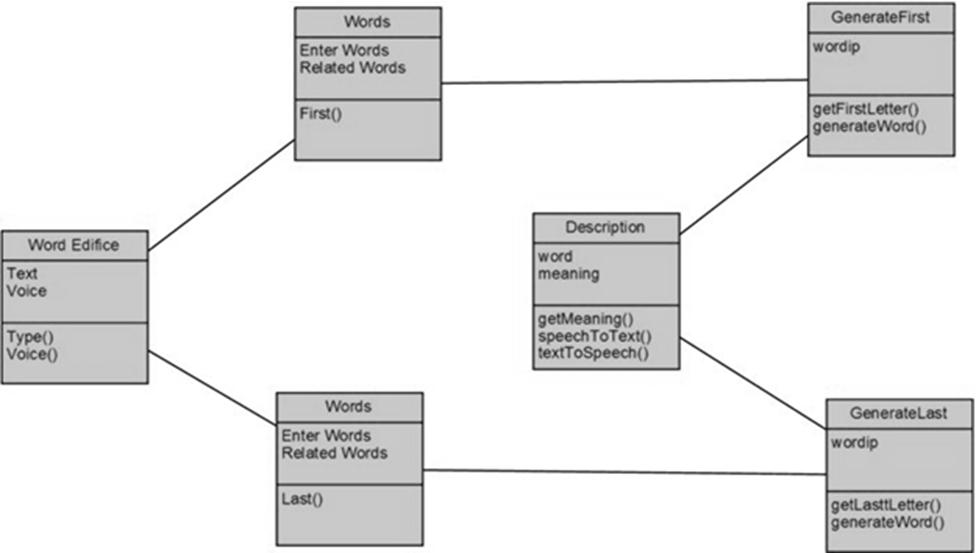 Words
Enter Words
Related Words
First()
GenerateFirst
wordip
getFirstLetter()
generateWord()
Word Edifice
Text
Voice
Type()
Voice()
Description
word
meaning
getMeaning()
speechToText()
textToSpeech()
Words
Enter Words
Related Words
Last()
GenerateLast
wordip
getLasttLetter()
generateWord()